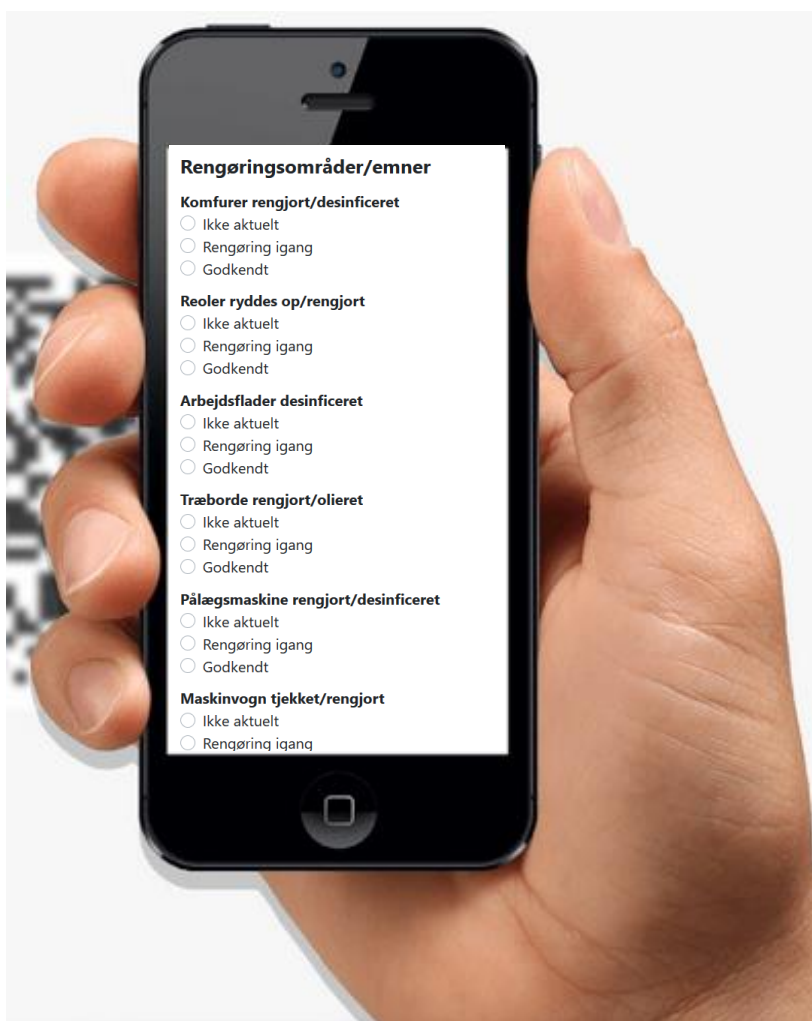 Rengøringsområder/emner
Komfurer rengjort/desinficeret
Ikke aktuelt
Rengøring igang
Godkendt
Reoler ryddes op/rengjort
Ikke aktuelt
Rengøring igang
Godkendt
Arbejdsflader desinficeret
Ikke aktuelt
Rengøring igang
Godkendt
Træborde rengjort/olieret
Ikke aktuelt
Rengøring igang
Godkendt
Pålægsmaskine rengjort/desinficeret
Ikke aktuelt
Rengøring igang
Godkendt
Maskinvogn tjekket/rengjort
Ikke aktuelt
Rengøring igang